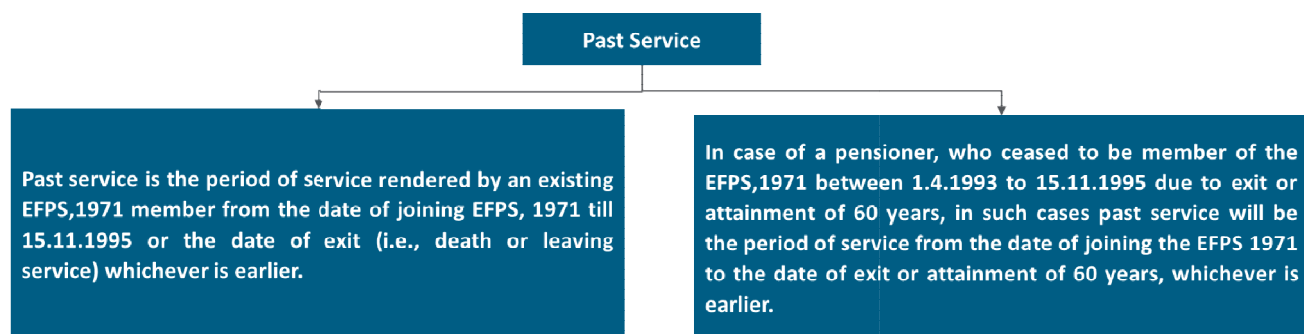 Past Service
Past service is the period of service rendered by an existing
EFPS,1971 member from the date of joining EFPS, 1971 till
15.11.1995 or the date of exit (i.e., death or leaving
service) whichever is earlier.
In case of a pensioner, who ceased to be member of the
EFPS,1971 between 1.4.1993 to 15.11.1995 due to exit or
attainment of 60 years, in such cases past service will be
the period of service from the date of joining the EFPS 1971
to the date of exit or attainment of 60 years, whichever is
earlier.